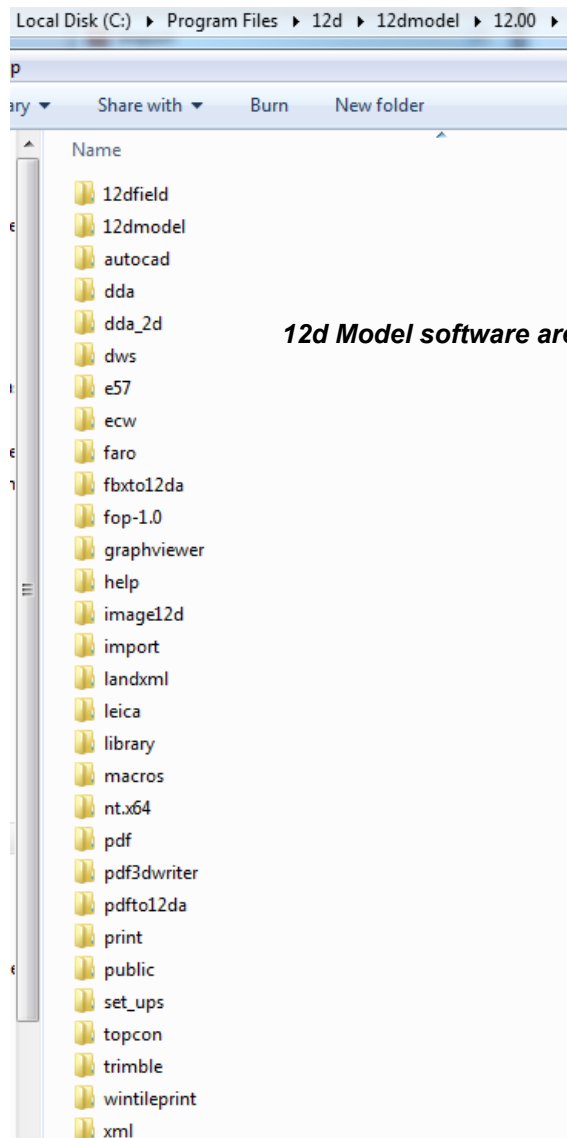 Local Disk (C:) ▸ Program Files ▸ 12d ▸ 12dmodel ▸ 12.00 ▸
p
ary ▾ Share with ▾ Burn New folder
Name
12dfield
12dmodel
autocad
dda
dda_2d
12d Model software are
dws
e57
ecw
faro
fbxto12da
fop-1.0
graphviewer
help
image12d
import
landxml
leica
library
macros
nt.x64
pdf
pdf3dwriter
pdfto12da
print
public
set_ups
topcon
trimble
wintileprint
xml